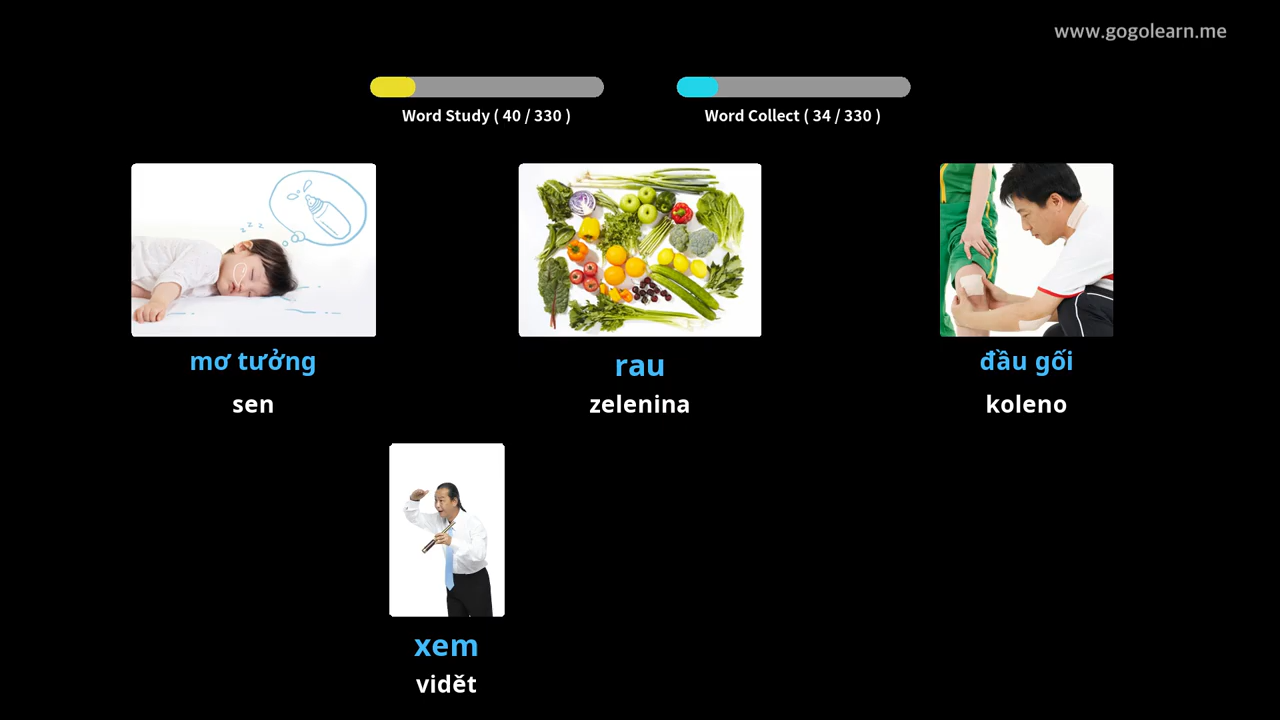 www.gogolearn.me
Word Study ( 40 / 330 )
Word Collect ( 34 / 330 )
z z z
mơ tưởng
sen
rau
zelenina
đầu gối
koleno
xem
vidět